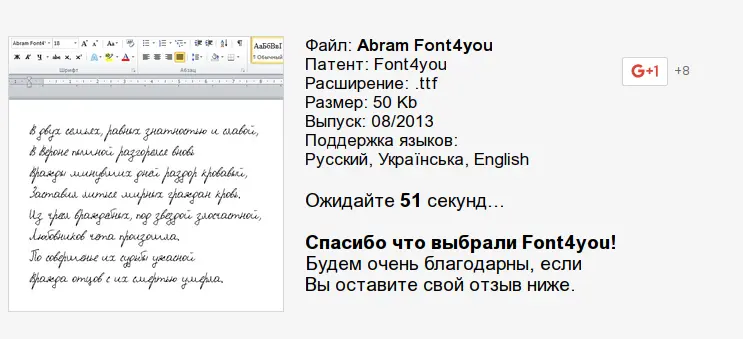 Abram Font4 18
Ж К Ч
АаБбВвІ
¶ Обычный
Шрифт
Абзац
В двух семьях, равных знатностью и славой,
В Вероне пышной разгорелся вновь
Вражды минувших дней раздор кровавый,
Заставил литься мирных граждан кровь.
Из чресл враждебных, под звездой злосчастной,
Любовников чета произошла.
По совершенье их судьбы ужасной
Вражда отцов с их смертью умерла.
Файл: Abram Font4you
Патент: Font4you
Расширение: .ttf
Размер: 50 Kb
Выпуск: 08/2013
Поддержка языков:
Русский, Українська, English
Ожидайте 51 секунд...
Спасибо что выбрали Font4you!
Будем очень благодарны, если
Вы оставите свой отзыв ниже.
G+1 +8